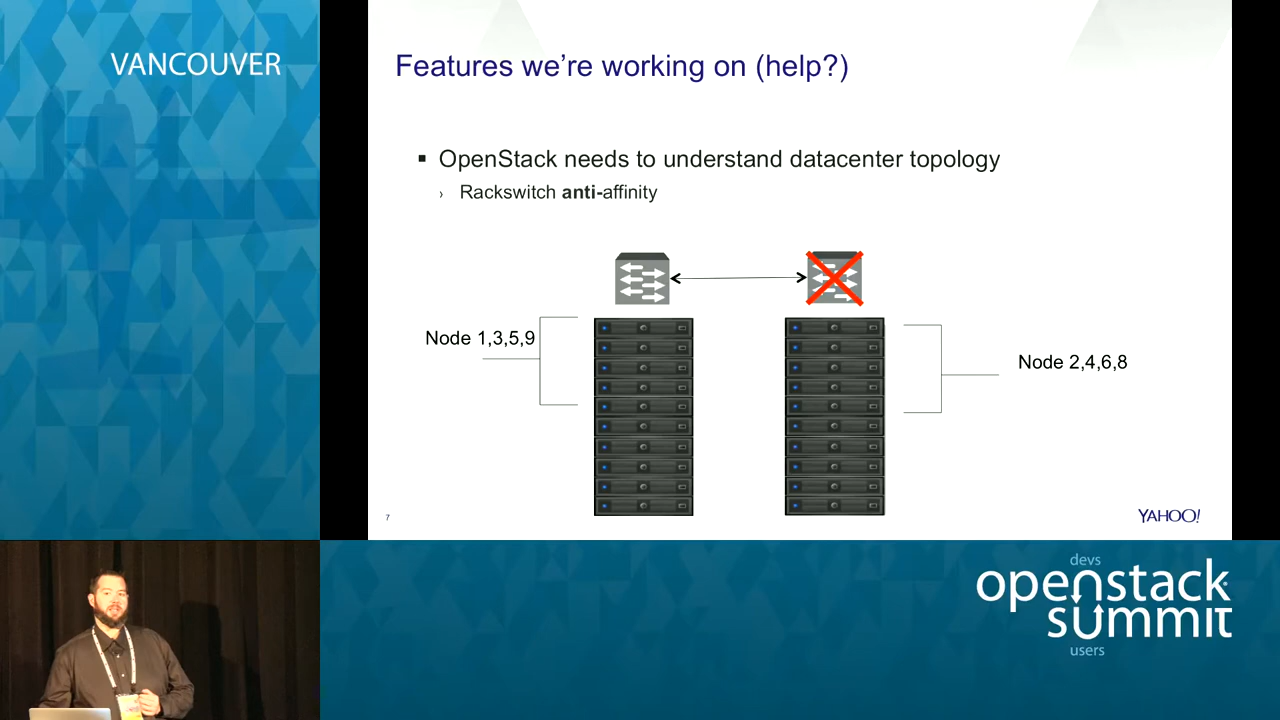 VANCOUVER
Features we're working on (help?)
▪ OpenStack needs to understand datacenter topology
› Rackswitch anti-affinity
Node 1,3,5,9
Node 2,4,6,8
7
YAHOO!
devs
openstack
summit
users